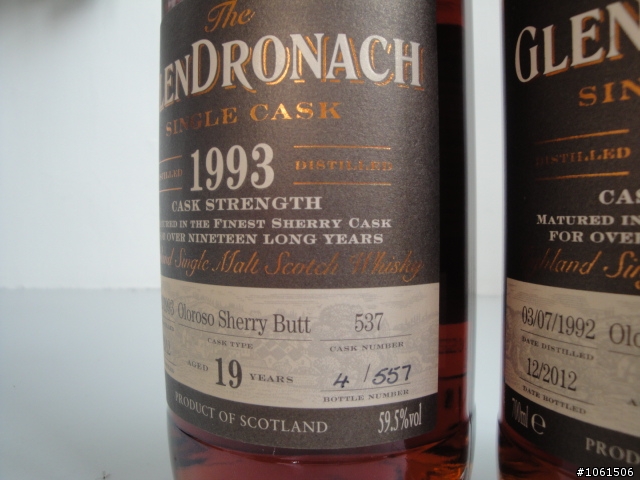 The
GLENDRONACH
SINGLE CASK
1993 DISTILLED
CASK STRENGTH
IN THE FINEST SHERRY CASK
OVER NINETEEN LONG YEARS
Single Malt Scotch Whisky
Oloroso Sherry Butt 537
CASK TYPE CASK NUMBER
AGED 19 YEARS 4/557
BOTTLE NUMBER
PRODUCT OF SCOTLAND 59.5%vol
GLEN
SIN
DISTILLED
CAS
MATURED IN
FOR OVER
03/07/1992 Olo
DATE DISTILLED
12/2012
DATE BOTTLED
700ml e
PROD
#1061506